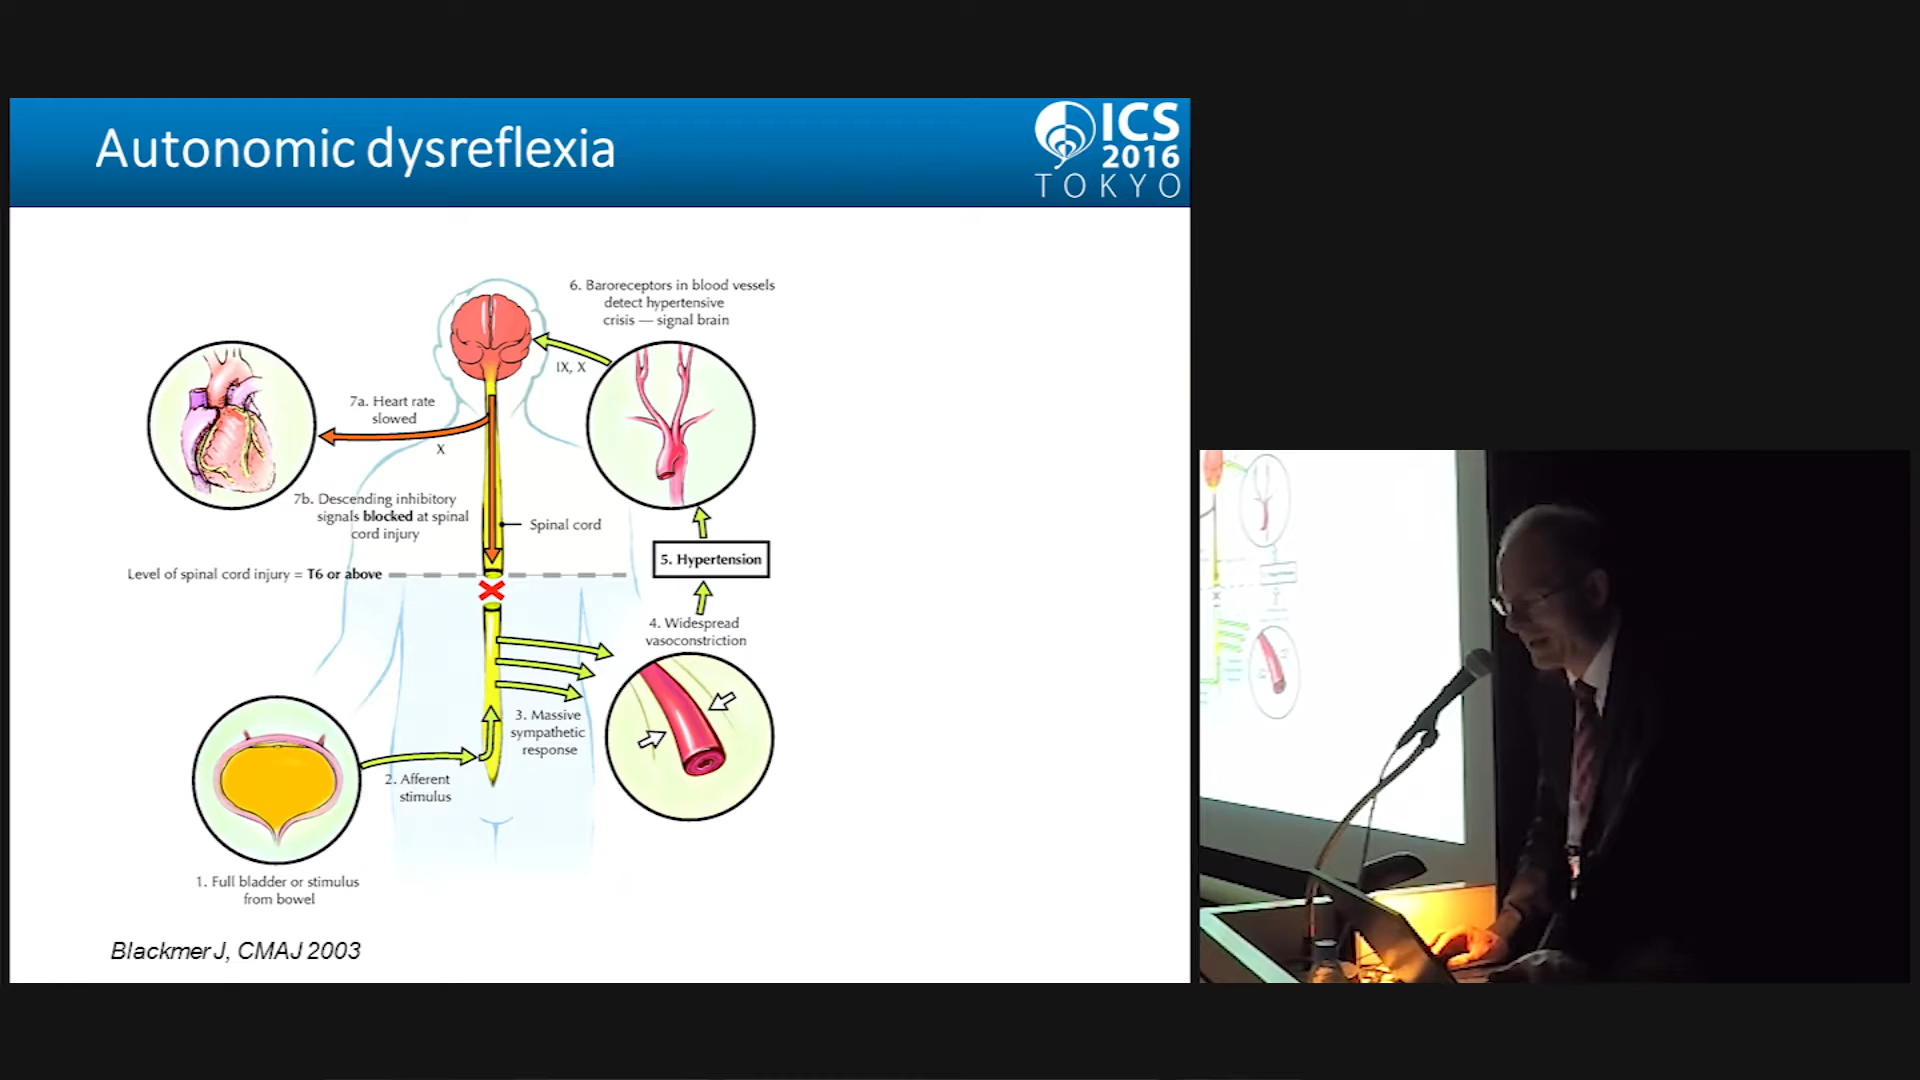 Autonomic dysreflexia
ICS
2016
TOKYO
6. Baroreceptors in blood vessels
detect hypertensive
crisis — signal brain
IX, X
7a. Heart rate
slowed
X
7b. Descending inhibitory
signals blocked at spinal
cord injury
Spinal cord
5. Hypertension
Level of spinal cord injury = T6 or above
4. Widespread
vasoconstriction
3. Massive
sympathetic
response
2. Afferent
stimulus
1. Full bladder or stimulus
from bowel
Blackmer J, CMAJ 2003